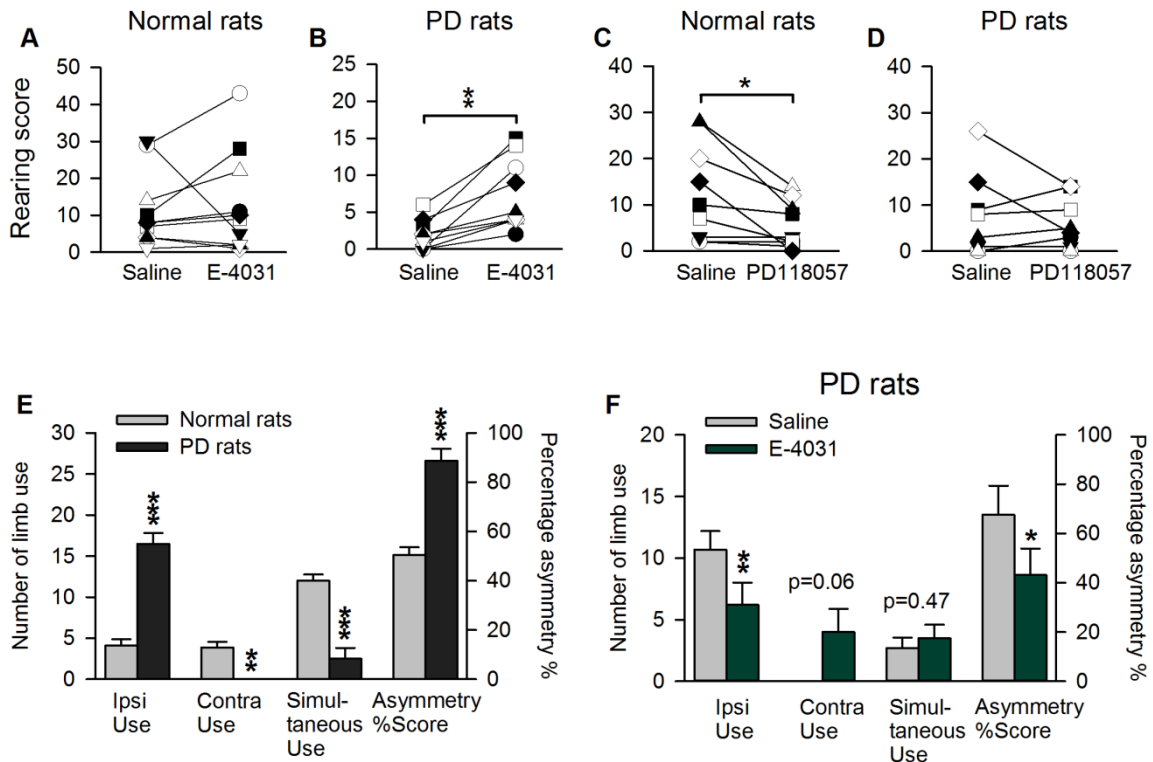 Normal rats
PD rats
Normal rats
PD rats
A
B
C
D
Rearing score
50
40
30
20
10
0
Saline
E-4031
25
20
15
10
5
0
**
Saline
E-4031
40
30
20
10
0
*
Saline
PD118057
40
30
20
10
0
Saline
PD118057
E
Normal rats
PD rats
Number of limb use
30
25
20
15
10
5
0
***
**
***
***
100
80
60
40
20
0
Percentage asymmetry %
Ipsi
Use
Contra
Use
Simul-
taneous
Use
Asymmetry
%Score
PD rats
F
Saline
E-4031
Number of limb use
20
15
10
5
0
**
p=0.06
p=0.47
*
100
80
60
40
20
0
Percentage asymmetry %
Ipsi
Use
Contra
Use
Simul-
taneous
Use
Asymmetry
%Score